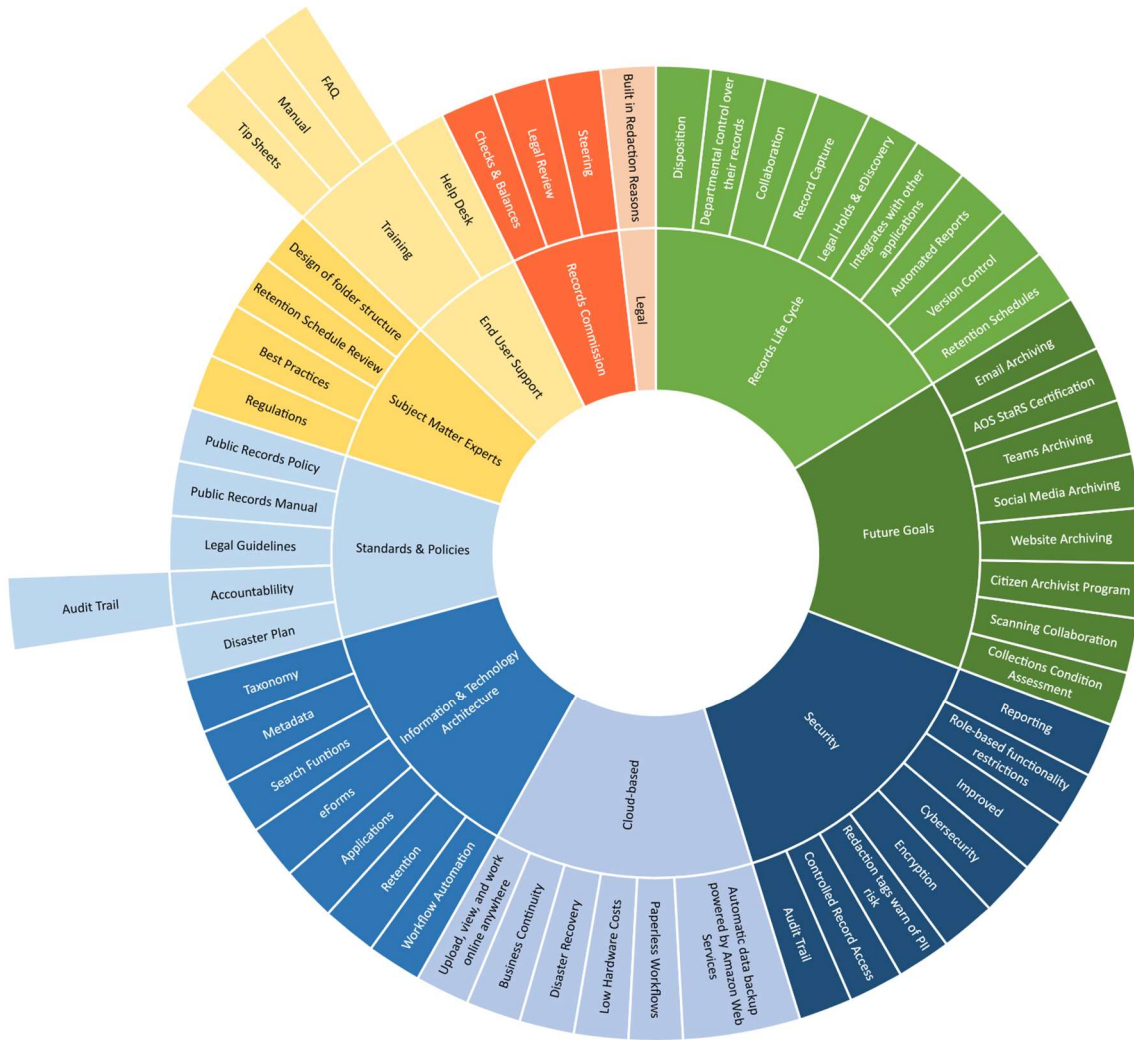 Records Life Cycle
Disposition
Departmental control over
their records
Collaboration
Record Capture
Legal Holds & eDiscovery
Integrates with other
applications
Automated Reports
Version Control
Retention Schedules
Future Goals
Email Archiving
AOS StaRS Certification
Teams Archiving
Social Media Archiving
Website Archiving
Citizen Archivist Program
Scanning Collaboration
Collections Condition
Assessment
Security
Reporting
Role-based functionality
restrictions
Improved
Cybersecurity
Encryption
Redaction tags warn of PII
risk
Controlled Record Access
Audit Trail
Cloud-based
Automatic data backup
powered by Amazon Web
Services
Paperless Workflows
Low Hardware Costs
Disaster Recovery
Business Continuity
Upload, view, and work
online anywhere
Information & Technology
Architecture
Workflow Automation
Retention
Applications
eForms
Search Funtions
Metadata
Taxonomy
Standards & Policies
Disaster Plan
Accountablility
Audit Trail
Legal Guidelines
Public Records Manual
Public Records Policy
Subject Matter Experts
Regulations
Best Practices
Retention Schedule Review
Design of folder structure
End User Support
Training
Tip Sheets
Manual
FAQ
Help Desk
Records Commission
Checks & Balances
Legal Review
Steering
Legal
Built in Redaction Reasons